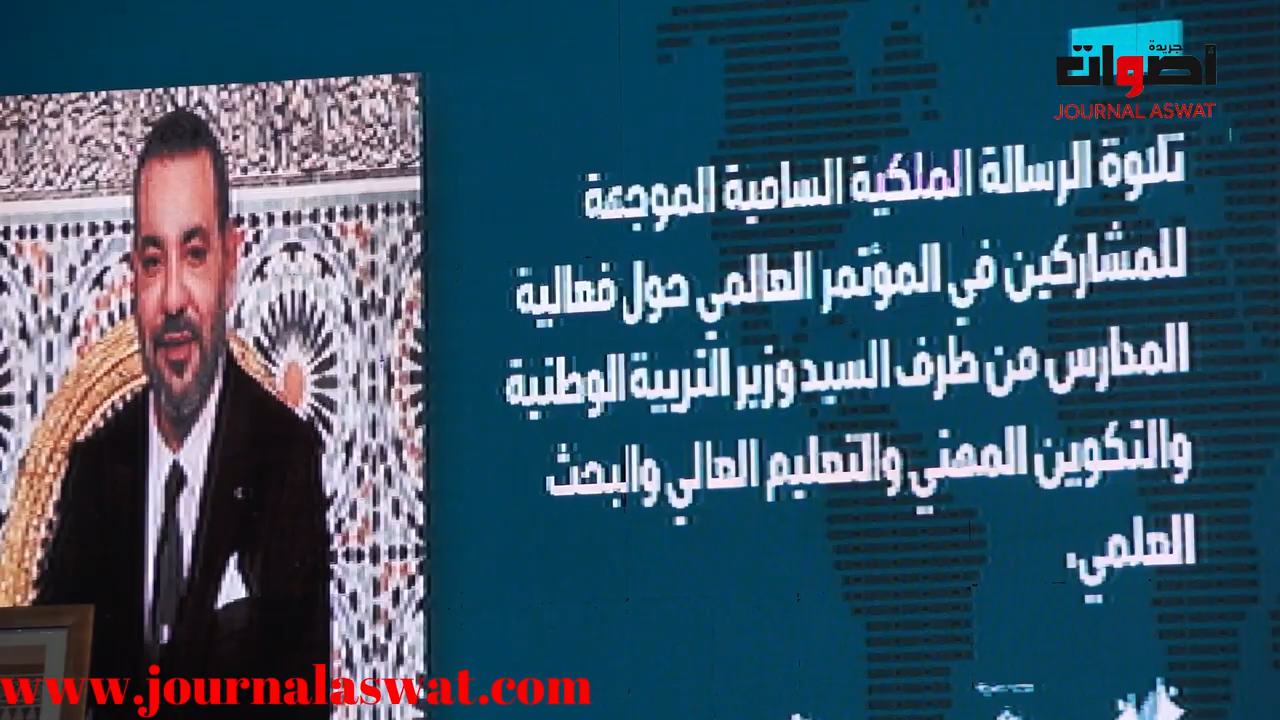 جريدة
أصوات
JOURNAL ASWAT
تلاوة الرسالة الملكية السامية الموجهة
للمشاركين في المؤتمر العالمي حول فعالية
المدارس من طرف السيد وزير التربية الوطنية
والتكوين المهني والتعليم العالي والبحث
العلمي.
www.journalaswat.com